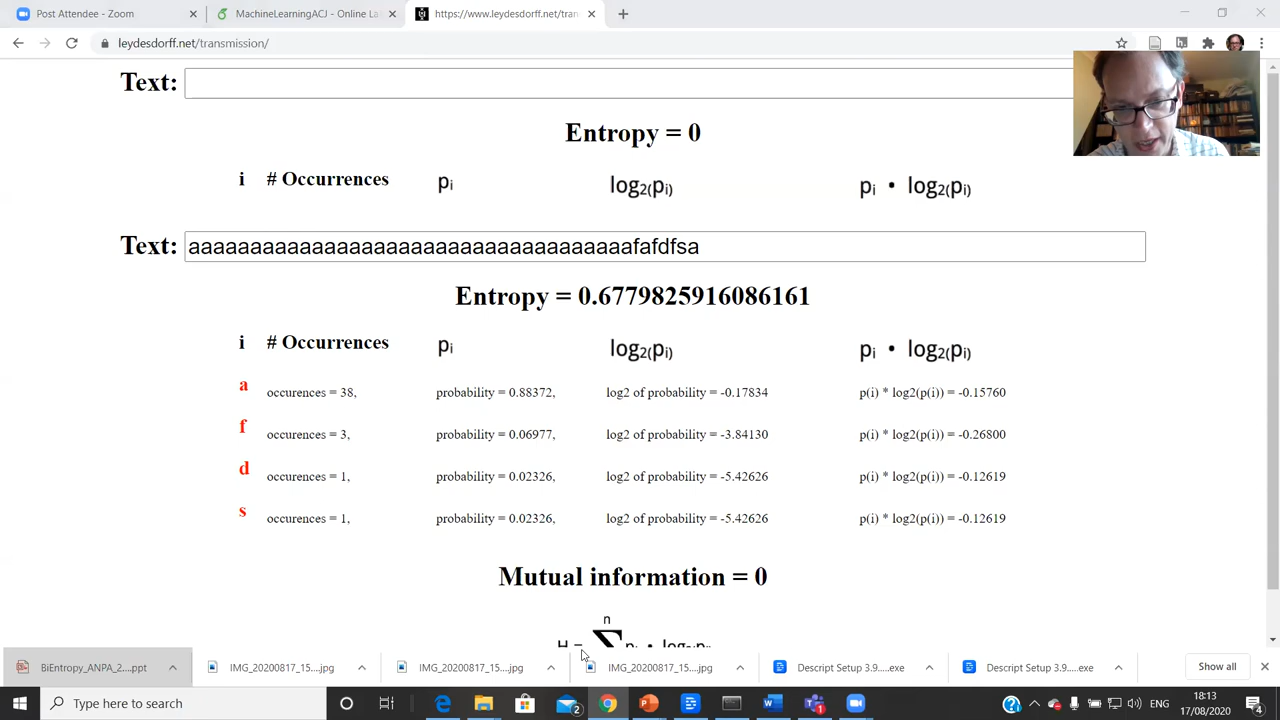 Post Attendee - Zoom
MachineLearningACJ - Online La
https://www.leydesdorff.net/tran
leydesdorff.net/transmission/
Text:
Entropy = 0
i # Occurrences pi log2(pi) pi • log2(pi)
Text: aaaaaaaaaaaaaaaaaaaaaaaaaaaaaaaaaaaafafdfsa
Entropy = 0.6779825916086161
i # Occurrences pi log2(pi) pi • log2(pi)
a occurences = 38, probability = 0.88372, log2 of probability = -0.17834 p(i) * log2(p(i)) = -0.15760
f occurences = 3, probability = 0.06977, log2 of probability = -3.84130 p(i) * log2(p(i)) = -0.26800
d occurences = 1, probability = 0.02326, log2 of probability = -5.42626 p(i) * log2(p(i)) = -0.12619
s occurences = 1, probability = 0.02326, log2 of probability = -5.42626 p(i) * log2(p(i)) = -0.12619
Mutual information = 0
n
H =
BiEntropy_ANPA_2....ppt
IMG_20200817_15....jpg
IMG_20200817_15....jpg
IMG_20200817_15....jpg
Descript Setup 3.9.....exe
Descript Setup 3.9.....exe
Show all
Type here to search
2
1
ENG
18:13
17/08/2020
4